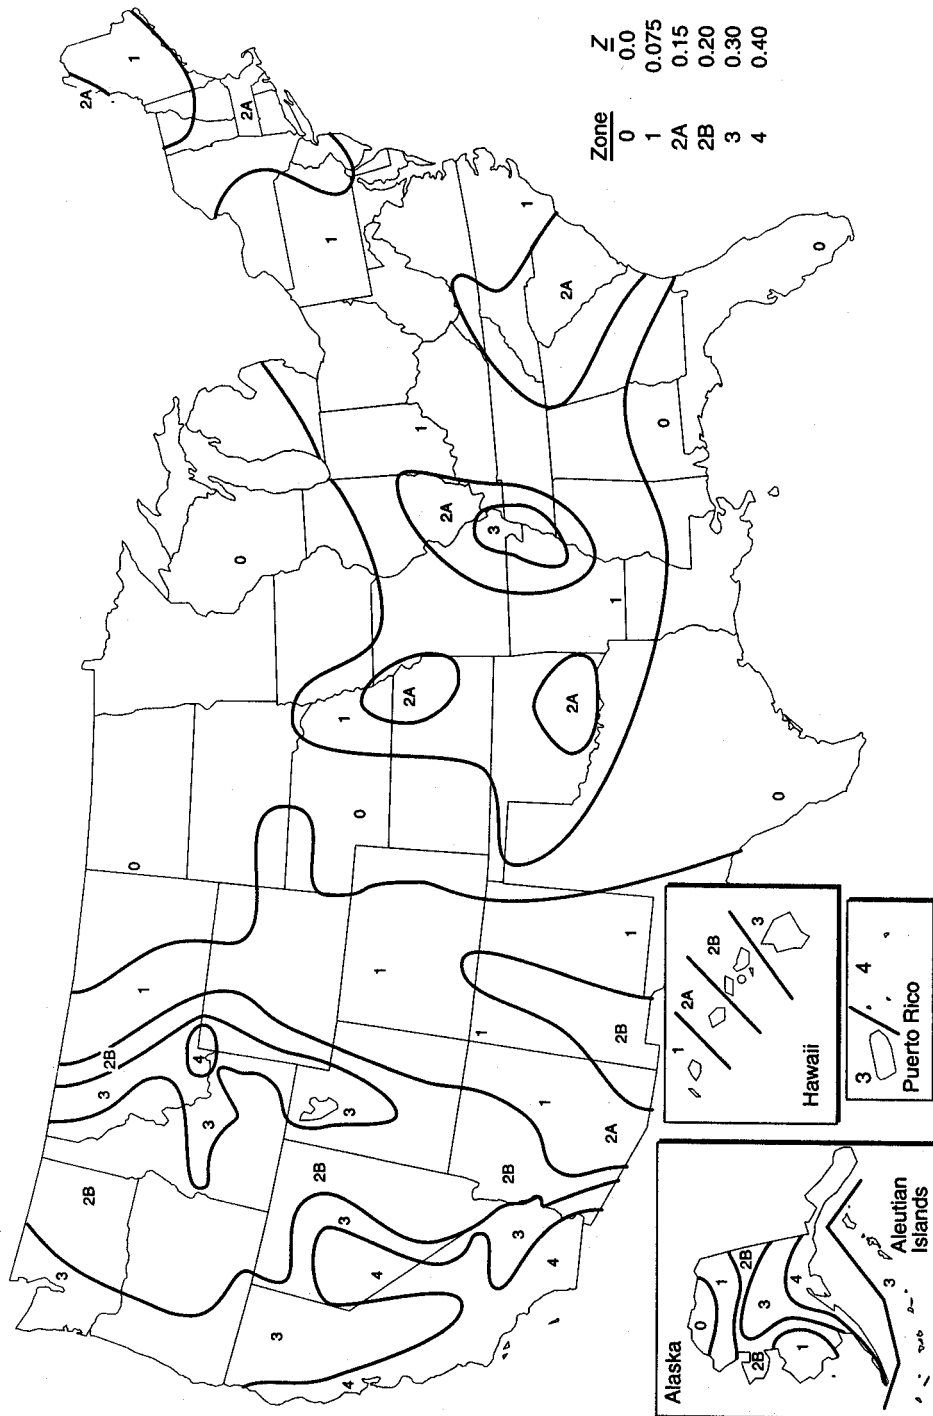 3 2B 3 2B 1 0 2A 1
4 3 3 0 2A
3 2B 3 3 1
4 4 1 0 1
2A 1 2A
2B 3 1 3 1
4 1 2A 2A
2A 2B 1 1 0
0 0
Zone Z
0 0.0
1 0.075
2A 0.15
2B 0.20
3 0.30
4 0.40
Alaska
0
1
2B
2B
3
4
1
3
Aleutian
Islands
1 2A 2B 3
Hawaii
3 4
Puerto Rico